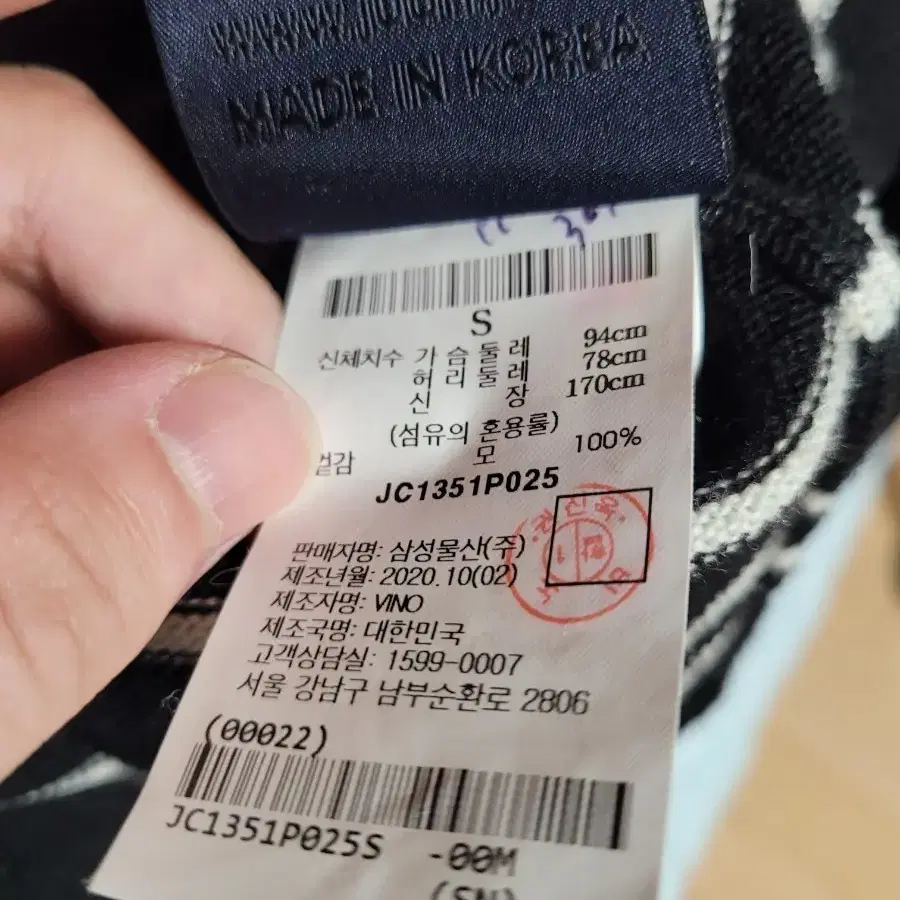 MADE IN KOREA
S
신체치수 가슴둘레 94cm
허리둘레 78cm
신장 170cm
(섬유의 혼용률)
겉감 모 100%
JC1351P025
판매자명: 삼성물산(주)
제조년월: 2020.10(02)
제조자명: VINO
제조국명: 대한민국
고객상담실: 1599-0007
서울 강남구 남부순환로 2806
(00022)
JC1351P025S -00M
(SN)